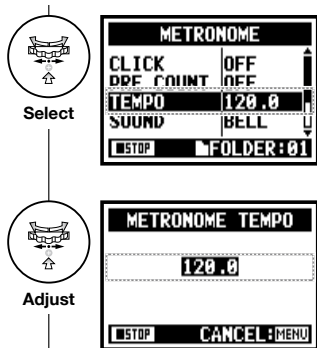 METRONOME
CLICK OFF
PRE COUNT OFF
TEMPO 120.0
SOUND BELL
STOP FOLDER:01
Select
METRONOME TEMPO
120.0
STOP CANCEL:MENU
Adjust